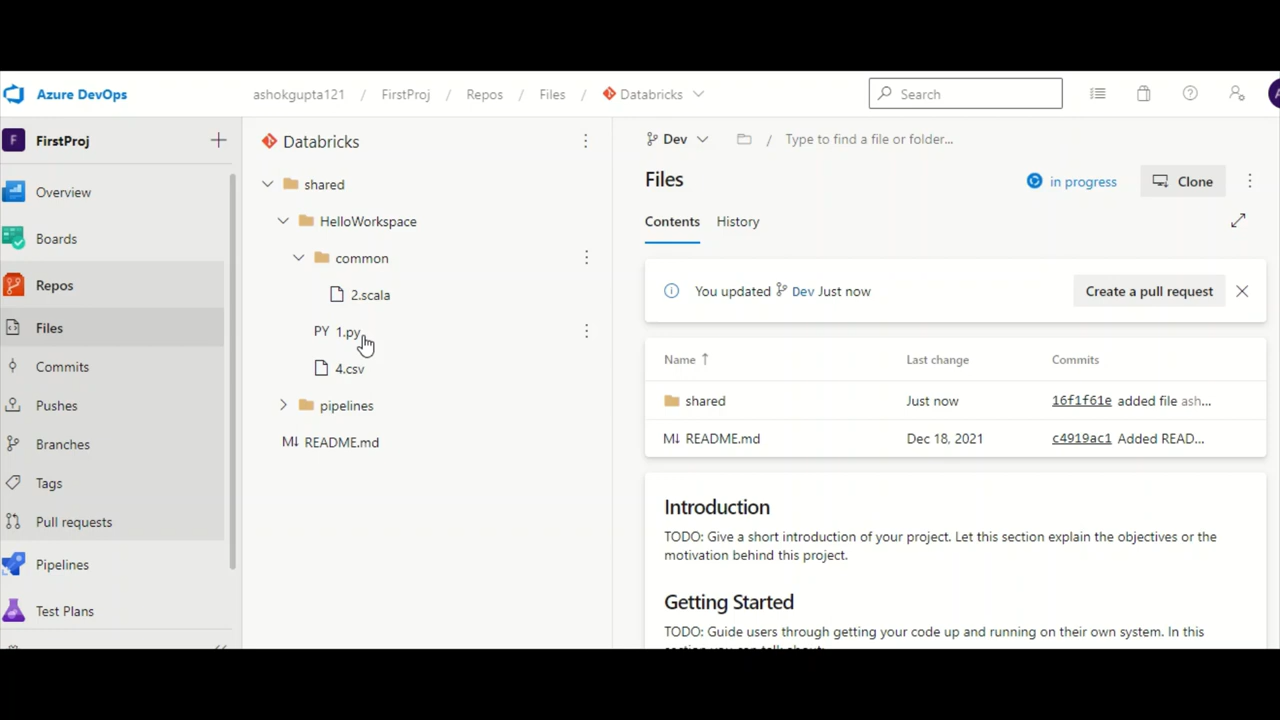 Azure DevOps
ashokgupta121 / FirstProj / Repos / Files / Databricks
Search
F
FirstProj
Overview
Boards
Repos
Files
Commits
Pushes
Branches
Tags
Pull requests
Pipelines
Test Plans
Databricks
shared
HelloWorkspace
common
2.scala
PY 1.py
4.csv
pipelines
M↓ README.md
Dev / Type to find a file or folder...
Files
in progress
Clone
Contents History
You updated Dev Just now
Create a pull request
Name ↑ Last change Commits
shared Just now 16f1f61e added file ash...
M↓ README.md Dec 18, 2021 c4919ac1 Added READ...
Introduction
TODO: Give a short introduction of your project. Let this section explain the objectives or the
motivation behind this project.
Getting Started
TODO: Guide users through getting your code up and running on their own system. In this
section you can talk about: